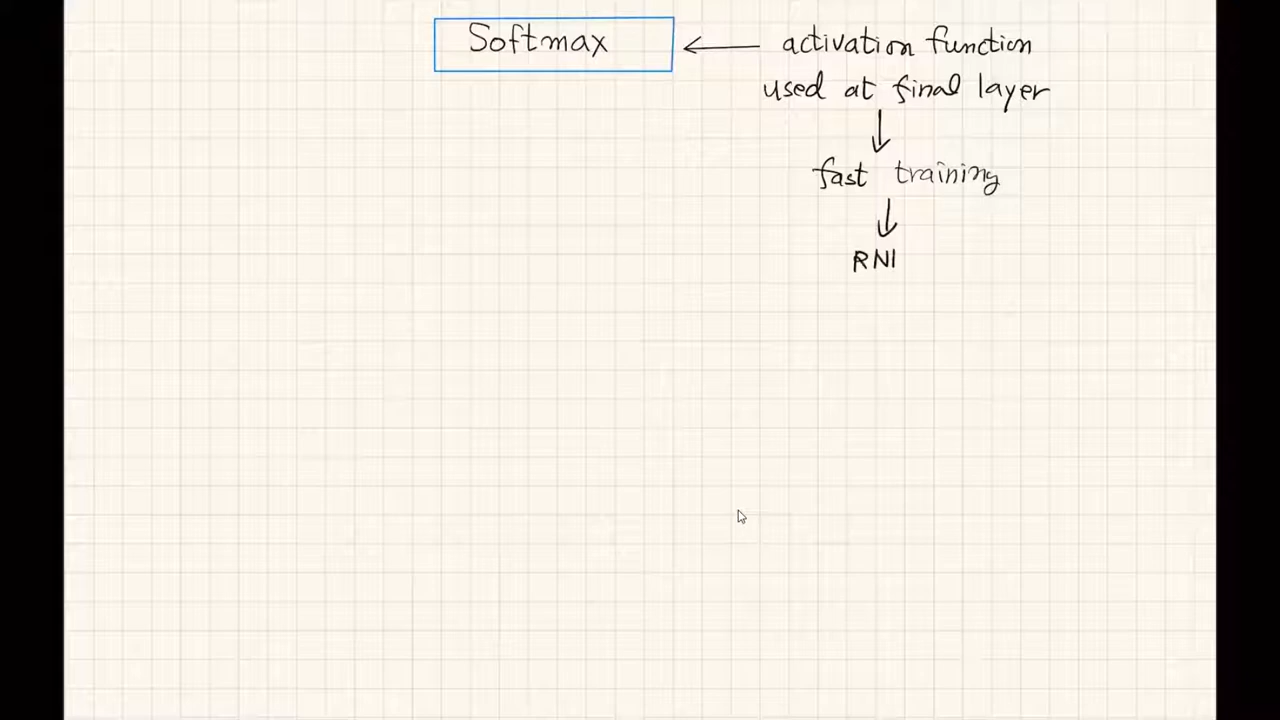 Softmax
activation function
used at final layer
fast training
RNI